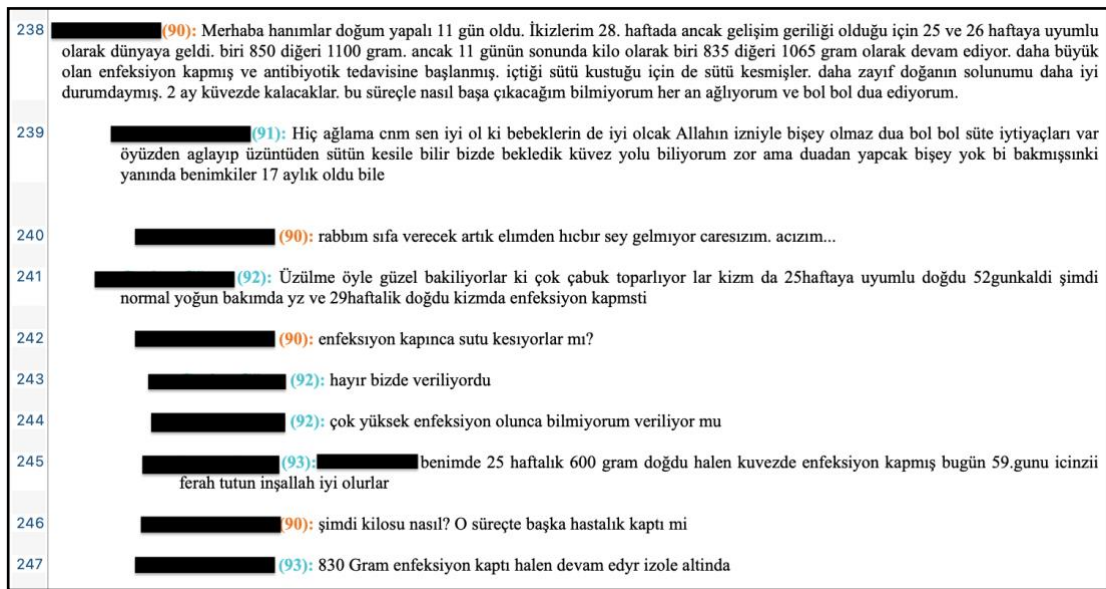 238 (90): Merhaba hanımlar doğum yapalı 11 gün oldu. İkizlerim 28. haftada ancak gelişim geriliği olduğu için 25 ve 26 haftaya uyumlu
olarak dünyaya geldi. biri 850 diğeri 1100 gram. ancak 11 günün sonunda kilo olarak biri 835 diğeri 1065 gram olarak devam ediyor. daha büyük
olan enfeksiyon kapmış ve antibiyotik tedavisine başlanmış. içtiği sütü kustuğu için de sütü kesmişler. daha zayıf doğanın solunumu daha iyi
durumdaymış. 2 ay küvezde kalacaklar. bu süreçle nasıl başa çıkacağım bilmiyorum her an ağlıyorum ve bol bol dua ediyorum.
239 (91): Hiç ağlama cnm sen iyi ol ki bebeklerin de iyi olcak Allahın izniyle bişey olmaz dua bol bol süte iytiyaçları var
öyüzden aglayıp üzüntüden sütün kesile bilir bizde bekledik küvez yolu biliyorum zor ama duadan yapcak bişey yok bi bakmışsınki
yanında benimkiler 17 aylık oldu bile
240 (90): rabbım sıfa verecek artık elımden hıcbır sey gelmıyor caresızım. acızım...
241 (92): Üzülme öyle güzel bakiliyorlar ki çok çabuk toparlıyor lar kizm da 25haftaya uyumlu doğdu 52gunkaldi şimdi
normal yoğun bakımda yz ve 29haftalik doğdu kizmda enfeksiyon kapmsti
242 (90): enfeksıyon kapınca sutu kesıyorlar mı?
243 (92): hayır bizde veriliyordu
244 (92): çok yüksek enfeksiyon olunca bilmiyorum veriliyor mu
245 (93): benimde 25 haftalık 600 gram doğdu halen kuvezde enfeksiyon kapmış bugün 59.gunu icinzii
ferah tutun inşallah iyi olurlar
246 (90): şimdi kilosu nasıl? O süreçte başka hastalık kaptı mi
247 (93): 830 Gram enfeksiyon kaptı halen devam edyr izole altinda